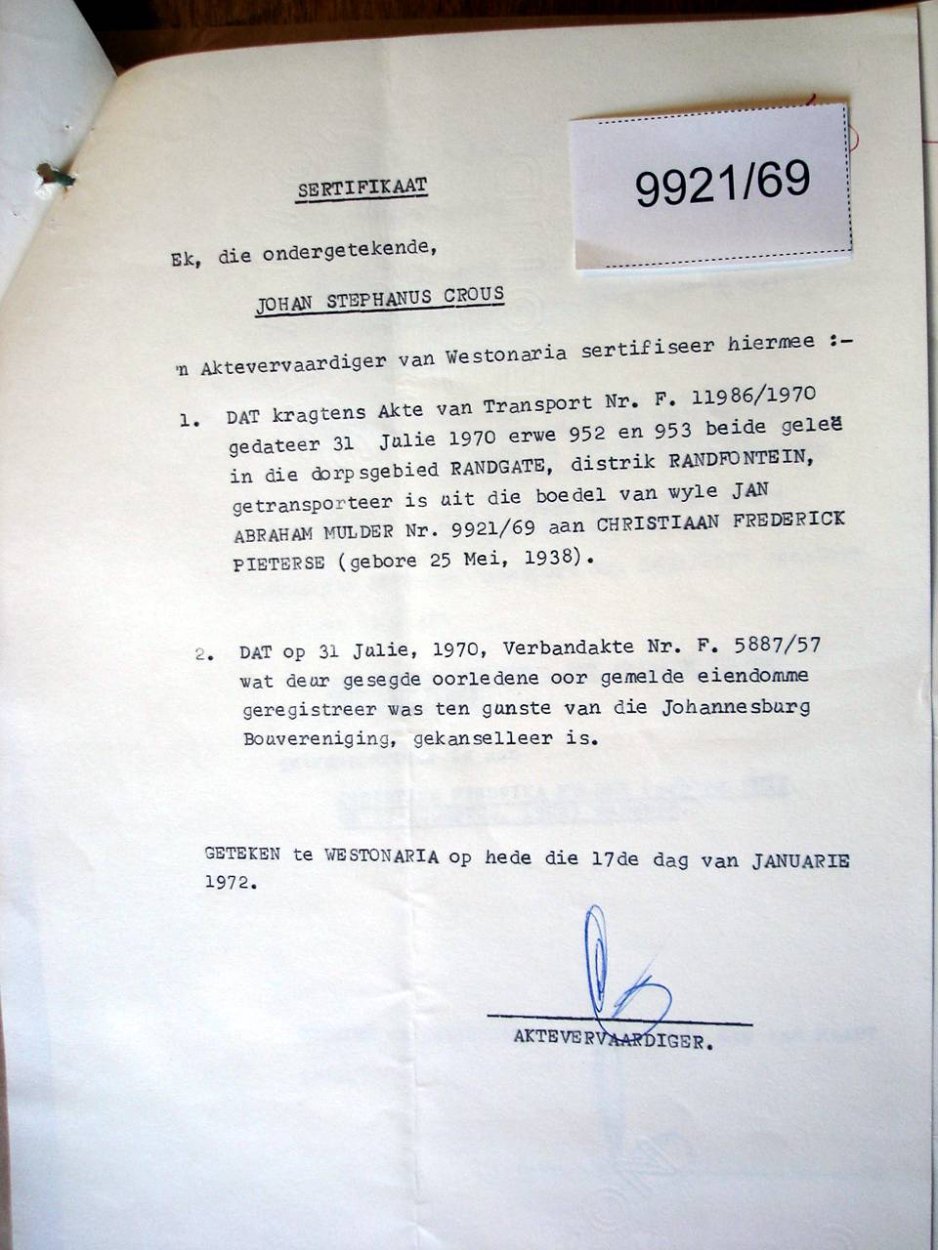 9921/69
SERTIFIKAAT
Ek, die ondergetekende,
JOHAN STEPHANUS CROUS
'n Aktevervaardiger van Westonaria sertifiseer hiermee :-
1. DAT kragtens Akte van Transport Nr. F. 11986/1970
gedateer 31 Julie 1970 erwe 952 en 953 beide geleë
in die dorpsgebied RANDGATE, distrik RANDFONTEIN,
getransporteer is uit die boedel van wyle JAN
ABRAHAM MULDER Nr. 9921/69 aan CHRISTIAAN FREDERICK
PIETERSE (gebore 25 Mei, 1938).
2. DAT op 31 Julie, 1970, Verbandakte Nr. F. 5887/57
wat deur gesegde oorledene oor gemelde eiendomme
geregistreer was ten gunste van die Johannesburg
Bouvereniging, gekanselleer is.
GETEKEN te WESTONARIA op hede die 17de dag van JANUARIE
1972.
AKTEVERVAARDIGER.